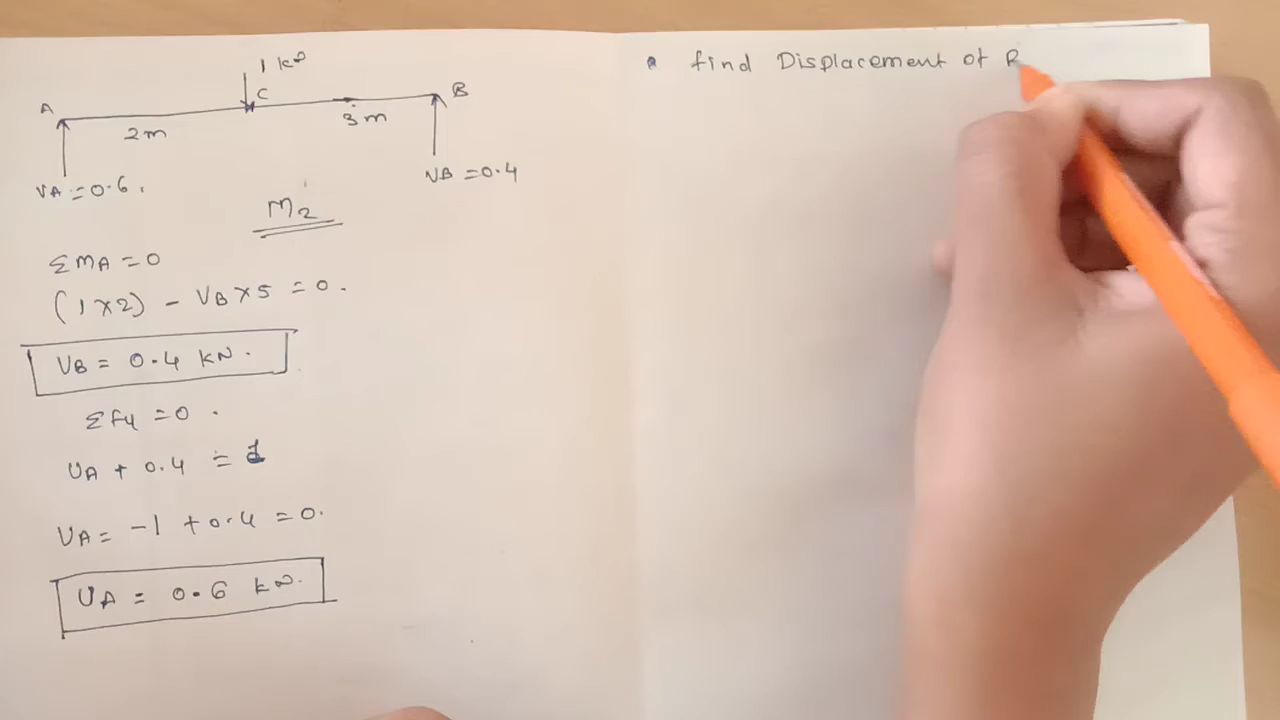 1 kN
A
C
B
2m
3m
VA = 0.6.
VB = 0.4
M2
ΣMA = 0
(1×2) - VB×5 = 0.
VB = 0.4 kN.
ΣFy = 0.
VA + 0.4 = 1
VA = -1 + 0.4 = 0.
VA = 0.6 kN.
• find Displacement of R